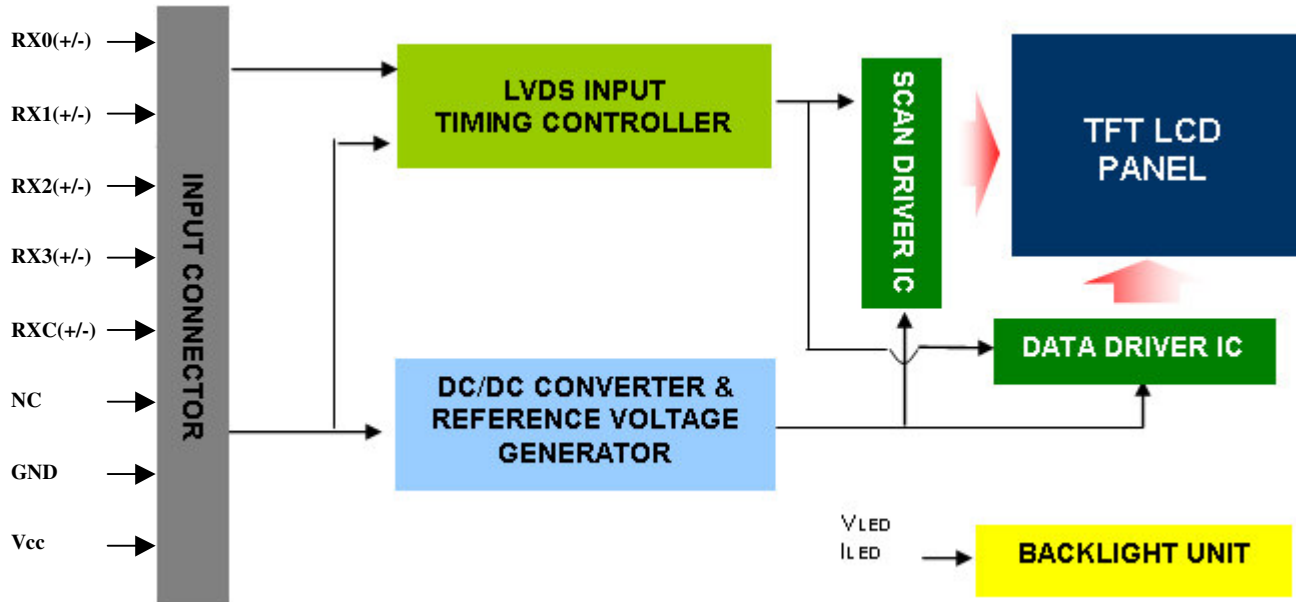 RX0(+/-)
RX1(+/-)
RX2(+/-)
RX3(+/-)
RXC(+/-)
NC
GND
Vcc
INPUT CONNECTOR
LVDS INPUT
TIMING CONTROLLER
DC/DC CONVERTER &
REFERENCE VOLTAGE
GENERATOR
SCAN DRIVER IC
TFT LCD
PANEL
DATA DRIVER IC
VLED
ILED
BACKLIGHT UNIT